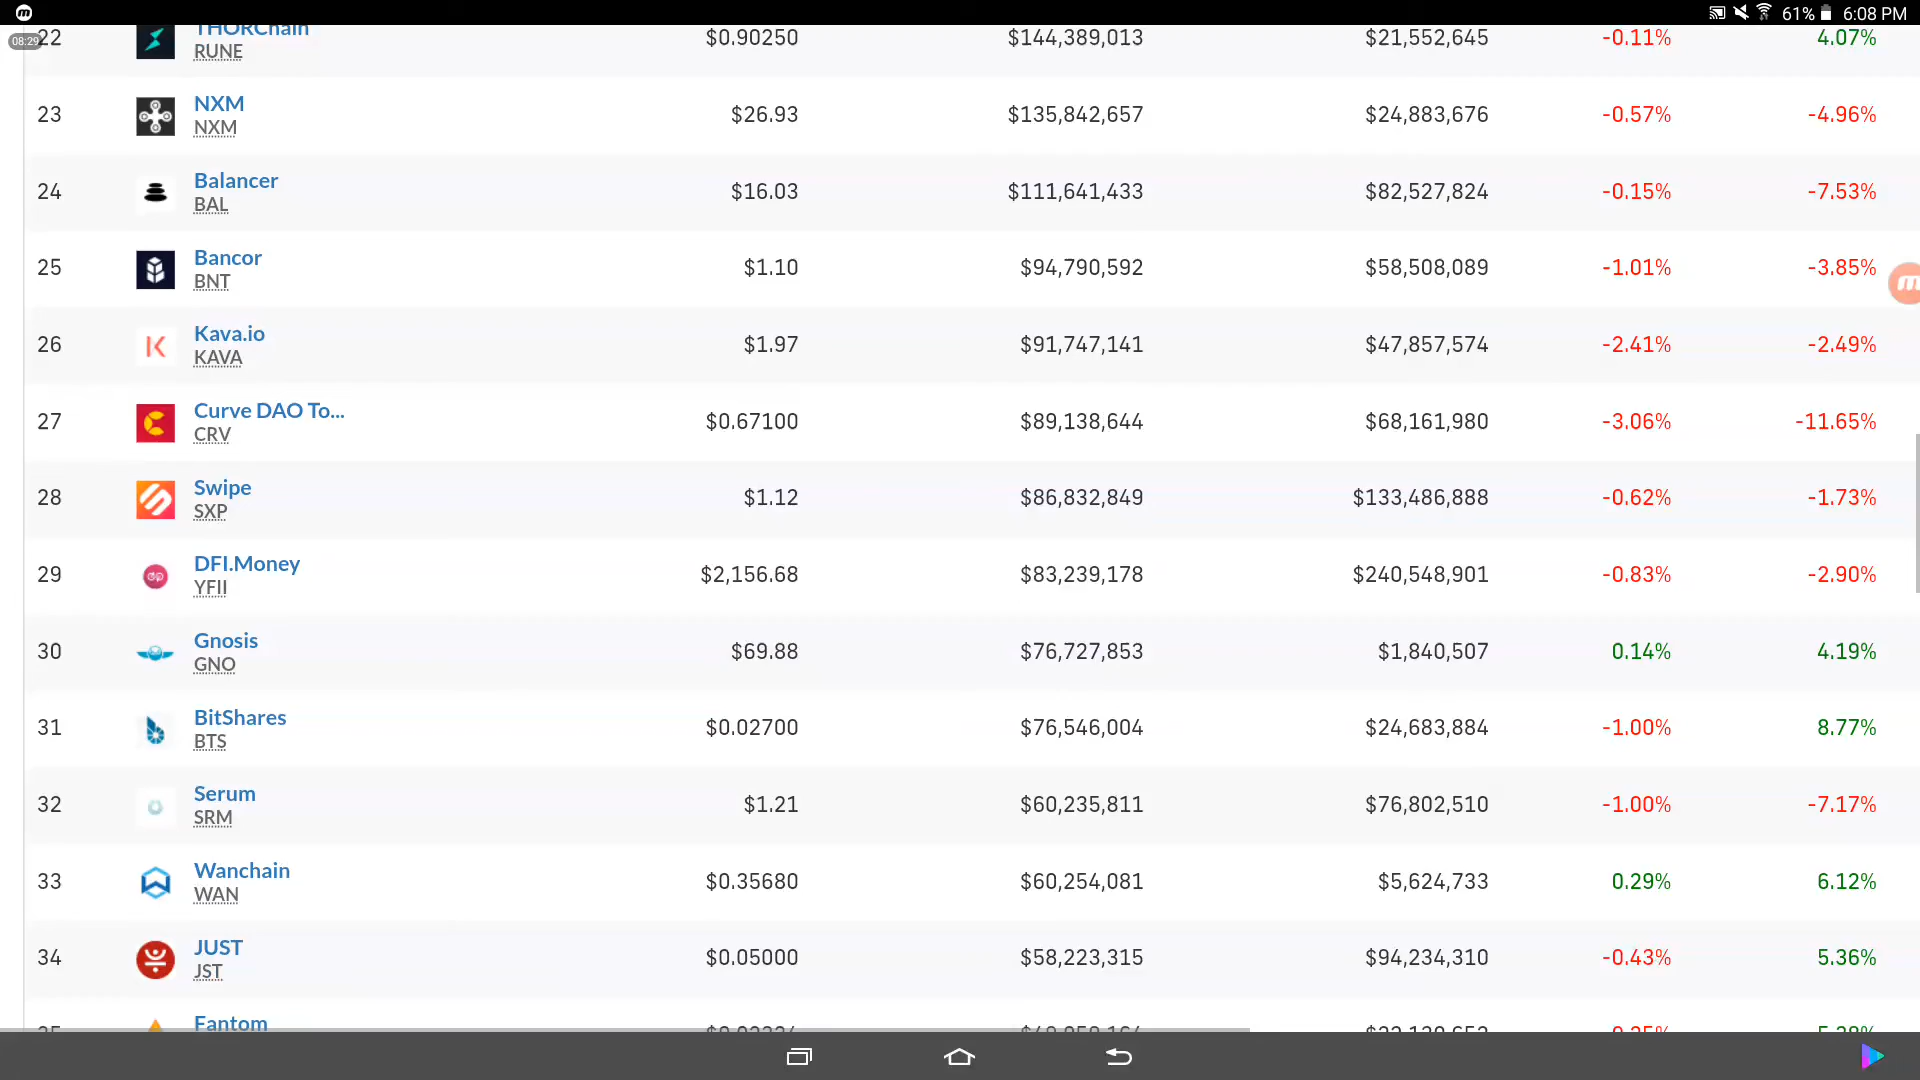 61% 6:08 PM
08:29
22 THORChain $0.90250 $144,389,013 $21,552,645 -0.11% 4.07%
RUNE
23 NXM $26.93 $135,842,657 $24,883,676 -0.57% -4.96%
NXM
24 Balancer $16.03 $111,641,433 $82,527,824 -0.15% -7.53%
BAL
25 Bancor $1.10 $94,790,592 $58,508,089 -1.01% -3.85%
BNT
26 Kava.io $1.97 $91,747,141 $47,857,574 -2.41% -2.49%
KAVA
27 Curve DAO To... $0.67100 $89,138,644 $68,161,980 -3.06% -11.65%
CRV
28 Swipe $1.12 $86,832,849 $133,486,888 -0.62% -1.73%
SXP
29 DFI.Money $2,156.68 $83,239,178 $240,548,901 -0.83% -2.90%
YFII
30 Gnosis $69.88 $76,727,853 $1,840,507 0.14% 4.19%
GNO
31 BitShares $0.02700 $76,546,004 $24,683,884 -1.00% 8.77%
BTS
32 Serum $1.21 $60,235,811 $76,802,510 -1.00% -7.17%
SRM
33 Wanchain $0.35680 $60,254,081 $5,624,733 0.29% 6.12%
WAN
34 JUST $0.05000 $58,223,315 $94,234,310 -0.43% 5.36%
JST
Fantom